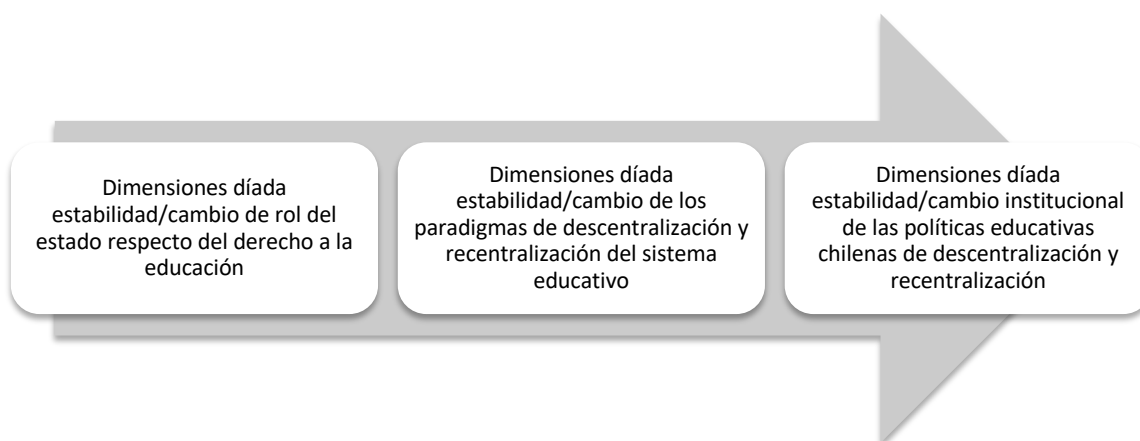 Dimensiones díada
estabilidad/cambio de rol del
estado respecto del derecho a la
educación
Dimensiones díada
estabilidad/cambio de los
paradigmas de descentralización y
recentralización del sistema
educativo
Dimensiones díada
estabilidad/cambio institucional
de las políticas educativas
chilenas de descentralización y
recentralización